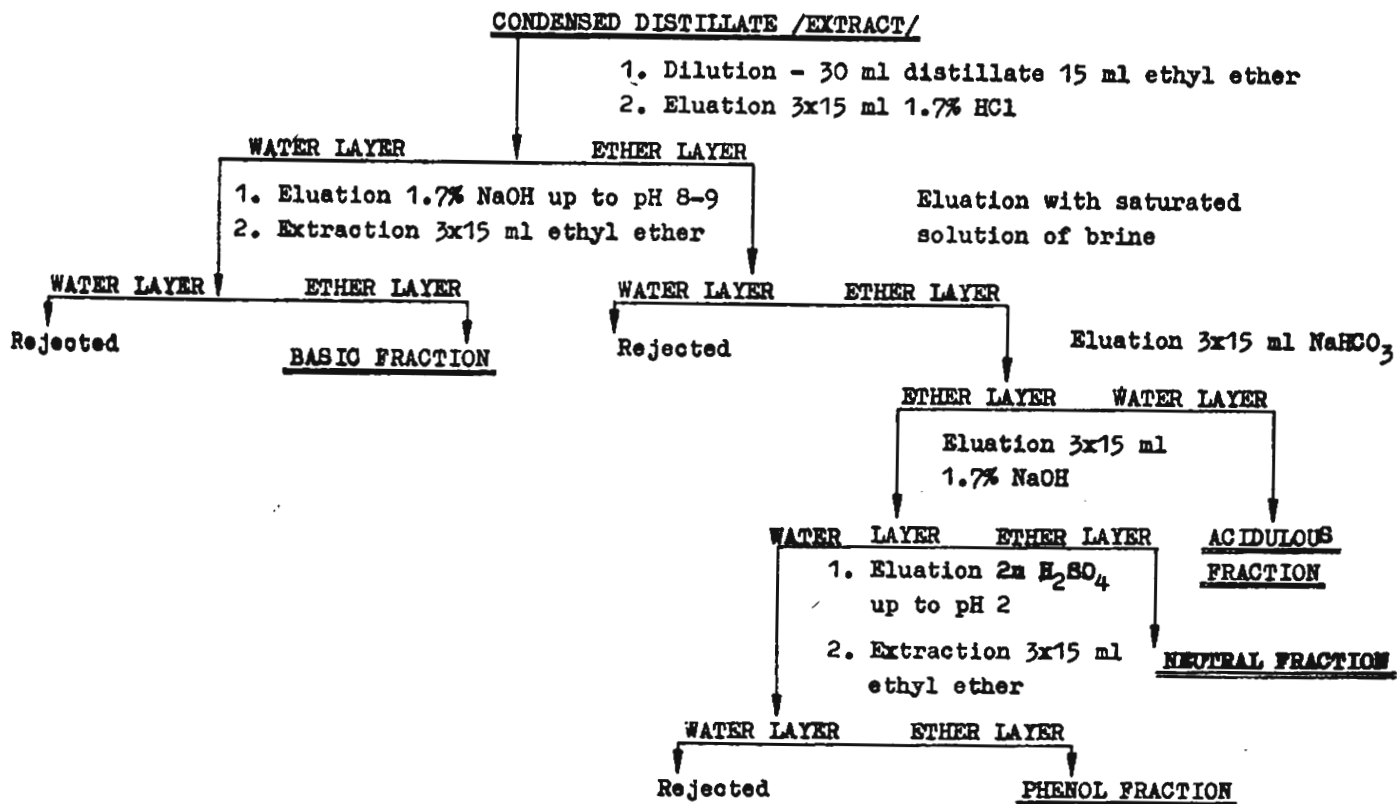 CONDENSED DISTILLATE /EXTRACT/
1. Dilution - 30 ml distillate 15 ml ethyl ether
2. Eluation 3x15 ml 1.7% HCl
WATER LAYER ETHER LAYER
1. Eluation 1.7% NaOH up to pH 8-9
2. Extraction 3x15 ml ethyl ether
Eluation with saturated
solution of brine
WATER LAYER ETHER LAYER
WATER LAYER ETHER LAYER
Rejected
BASIC FRACTION
Rejected
Eluation 3x15 ml NaHCO₃
ETHER LAYER WATER LAYER
Eluation 3x15 ml
1.7% NaOH
WATER LAYER ETHER LAYER
ACIDULOUS
FRACTION
1. Eluation 2m H₂SO₄
up to pH 2
2. Extraction 3x15 ml
ethyl ether
NEUTRAL FRACTION
WATER LAYER ETHER LAYER
Rejected
PHENOL FRACTION